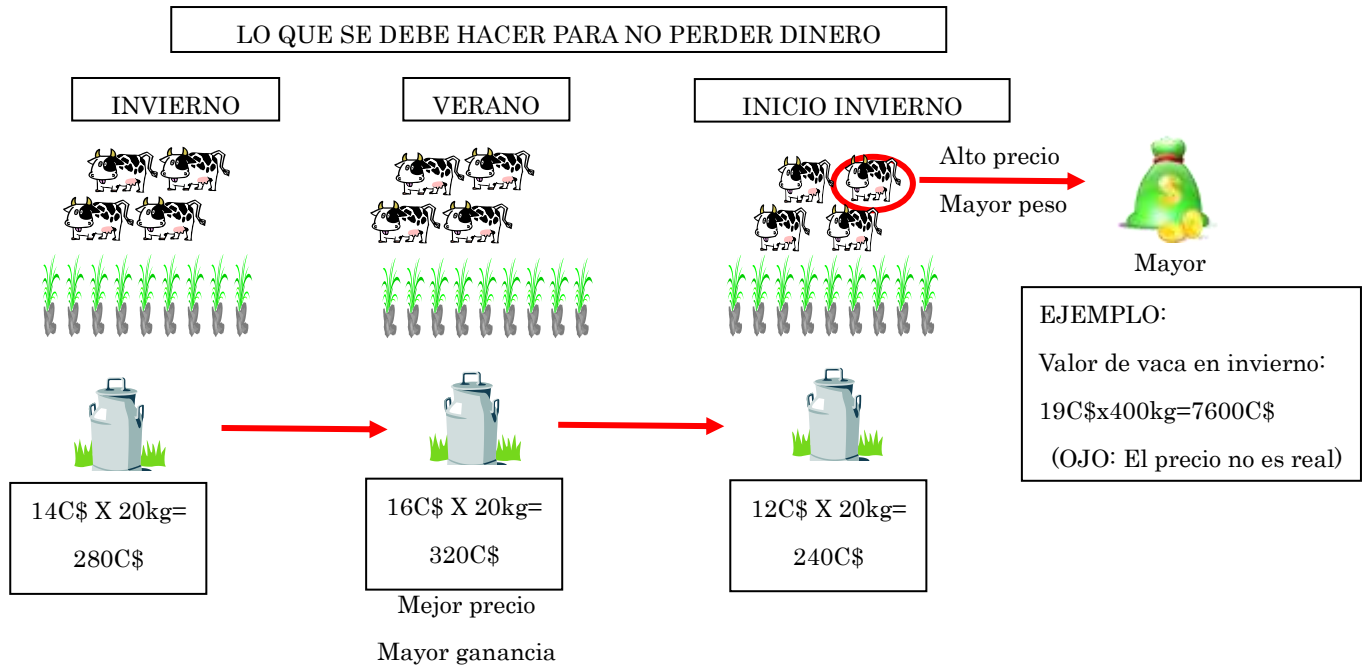 LO QUE SE DEBE HACER PARA NO PERDER DINERO
INVIERNO
VERANO
INICIO INVIERNO
Alto precio
Mayor peso
Mayor
EJEMPLO:
Valor de vaca en invierno:
19C$x400kg=7600C$
(OJO: El precio no es real)
14C$ X 20kg=
280C$
16C$ X 20kg=
320C$
Mejor precio
Mayor ganancia
12C$ X 20kg=
240C$